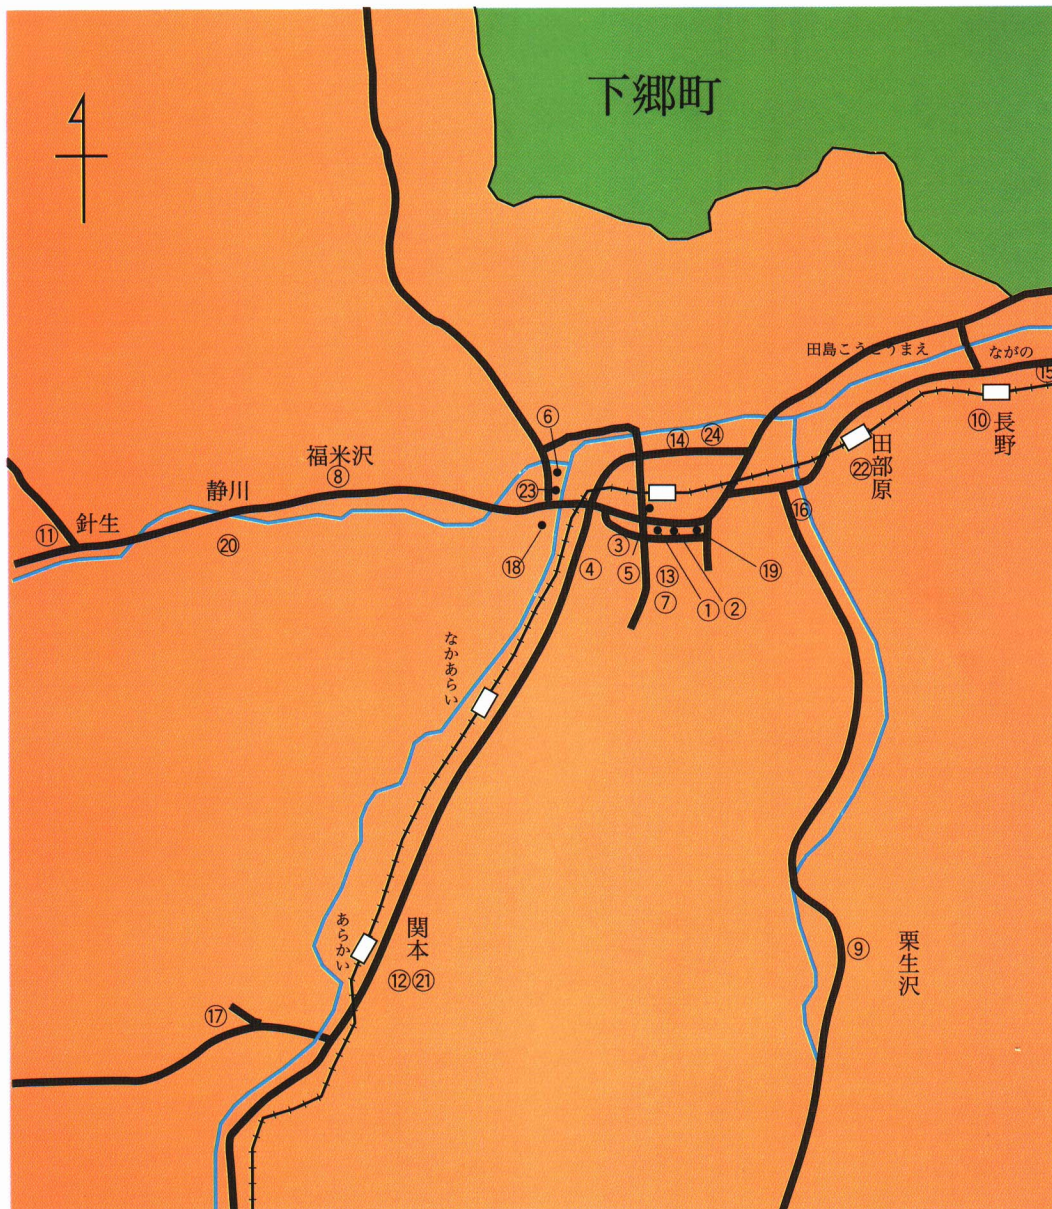 下郷町
田島こうこうまえ
ながの
⑮
⑩
長野
田部原
㉒
⑥
⑭
㉔
福米沢
⑧
㉓
静川
針生
⑪
⑳
⑯
⑱
③
④
⑤
⑬
⑦
①
②
⑲
なかあらい
関本
あらかい
⑫㉑
⑨
栗生沢
⑰